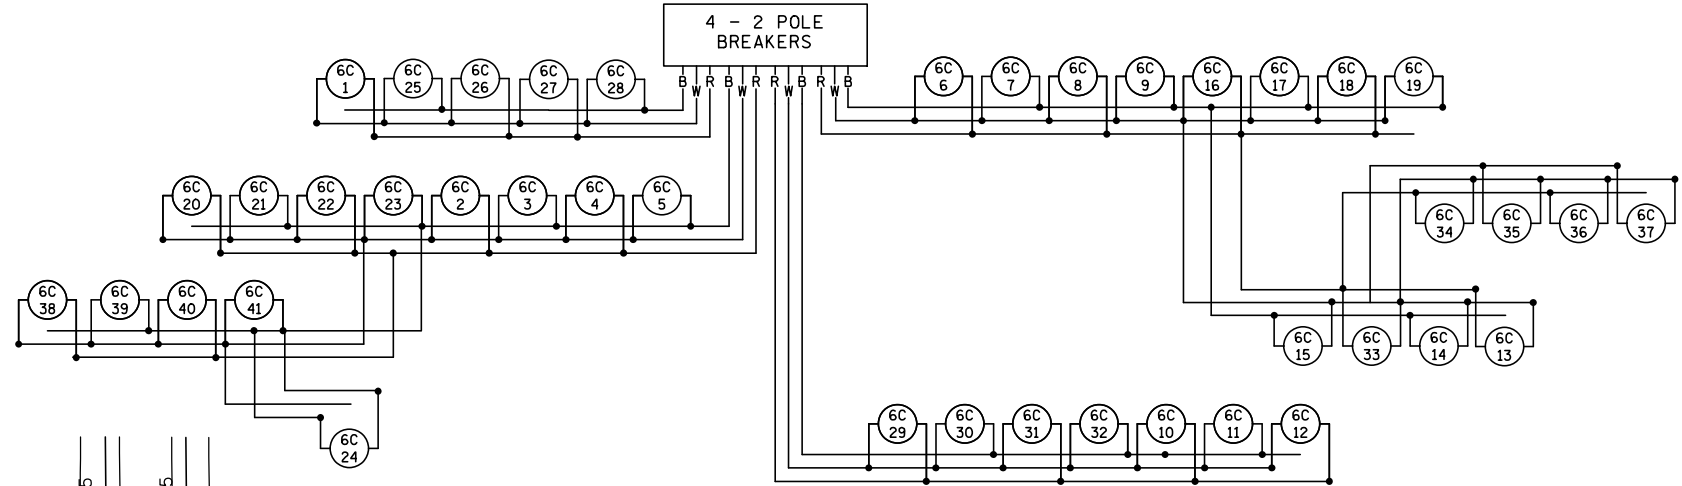 4 - 2 POLE
BREAKERS
B W R B W R R W B R W B
6C 1
6C 25
6C 26
6C 27
6C 28
6C 6
6C 7
6C 8
6C 9
6C 16
6C 17
6C 18
6C 19
6C 20
6C 21
6C 22
6C 23
6C 2
6C 3
6C 4
6C 5
6C 34
6C 35
6C 36
6C 37
6C 38
6C 39
6C 40
6C 41
6C 15
6C 33
6C 14
6C 13
6C 24
6C 29
6C 30
6C 31
6C 32
6C 10
6C 11
6C 12
5
5